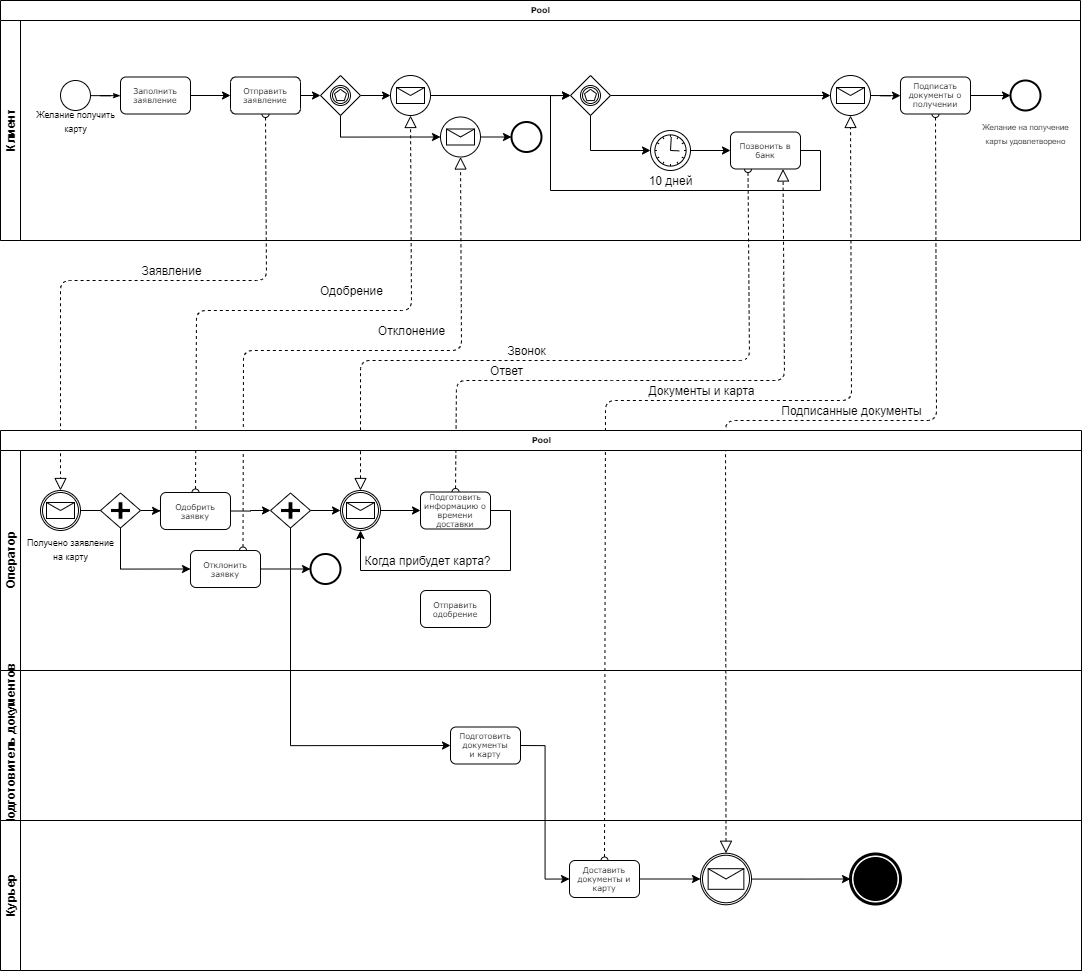 Pool
Клиент
Желание получить
карту
Заполнить
заявление
Отправить
заявление
10 дней
Позвонить в
банк
Подписать
документы о
получении
Желание на получение
карты удовлетворено
Заявление
Одобрение
Отклонение
Звонок
Ответ
Документы и карта
Подписанные документы
Pool
Оператор
Получено заявление
на карту
Одобрить
заявку
Отклонить
заявку
Подготовить
информацию о
времени
доставки
Когда прибудет карта?
Отправить
одобрение
документов
Подготовить
документы
и карту
Курьер
Доставить
документы и
карту